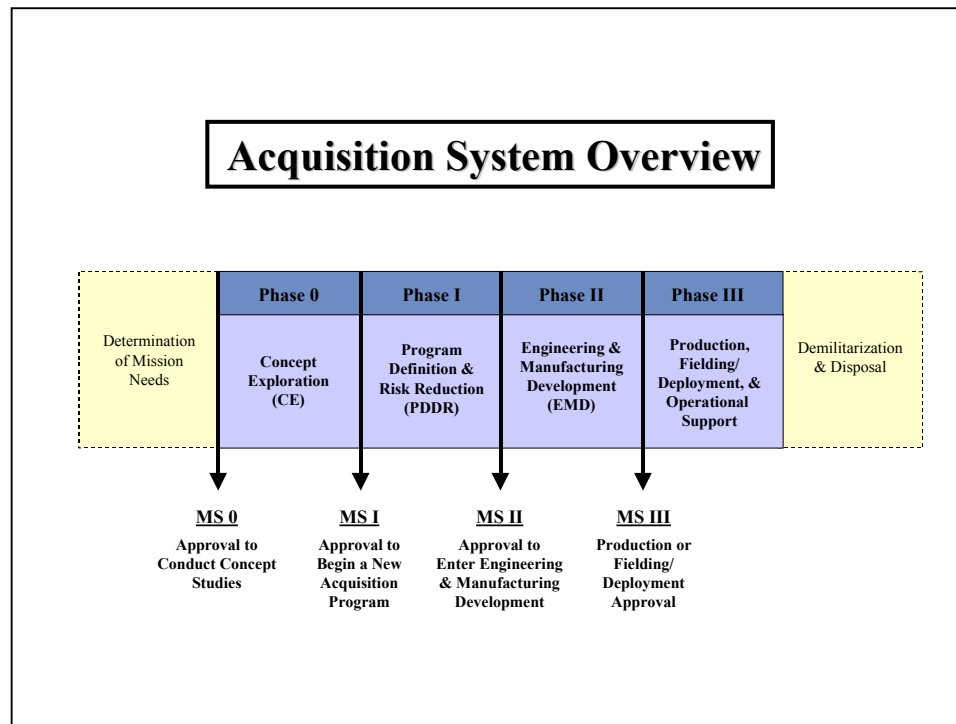 Acquisition System Overview
Determination
of Mission
Needs
Phase 0
Concept
Exploration
(CE)
Phase I
Program
Definition &
Risk Reduction
(PDDR)
Phase II
Engineering &
Manufacturing
Development
(EMD)
Phase III
Production,
Fielding/
Deployment, &
Operational
Support
Demilitarization
& Disposal
MS 0
Approval to
Conduct Concept
Studies
MS I
Approval to
Begin a New
Acquisition
Program
MS II
Approval to
Enter Engineering
& Manufacturing
Development
MS III
Production or
Fielding/
Deployment
Approval